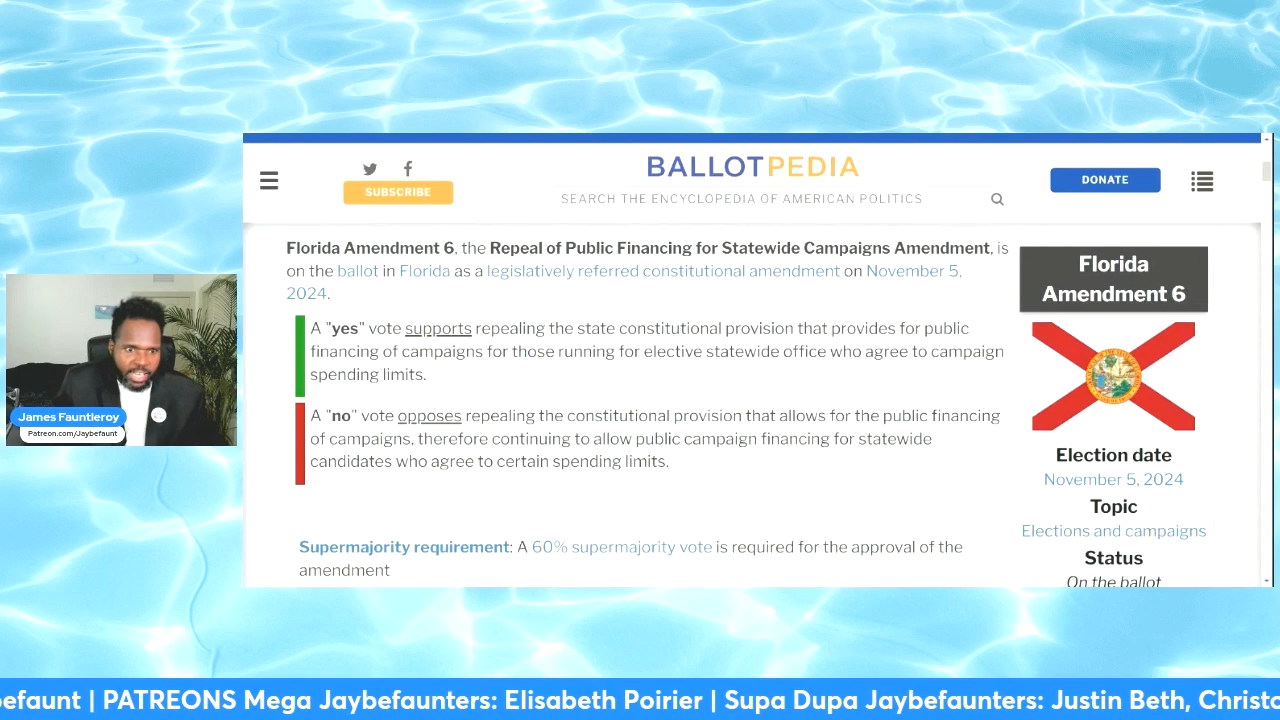 BALLOTPEDIA
SUBSCRIBE
SEARCH THE ENCYCLOPEDIA OF AMERICAN POLITICS
DONATE
Florida Amendment 6, the Repeal of Public Financing for Statewide Campaigns Amendment, is
on the ballot in Florida as a legislatively referred constitutional amendment on November 5,
2024.
A "yes" vote supports repealing the state constitutional provision that provides for public
financing of campaigns for those running for elective statewide office who agree to campaign
spending limits.
A "no" vote opposes repealing the constitutional provision that allows for the public financing
of campaigns, therefore continuing to allow public campaign financing for statewide
candidates who agree to certain spending limits.
Supermajority requirement: A 60% supermajority vote is required for the approval of the
amendment
Florida
Amendment 6
Election date
November 5, 2024
Topic
Elections and campaigns
Status
On the ballot
James Fauntleroy
Patreon.com/Jaybefaunt
befaunt | PATREONS Mega Jaybefaunters: Elisabeth Poirier | Supa Dupa Jaybefaunters: Justin Beth, Christo